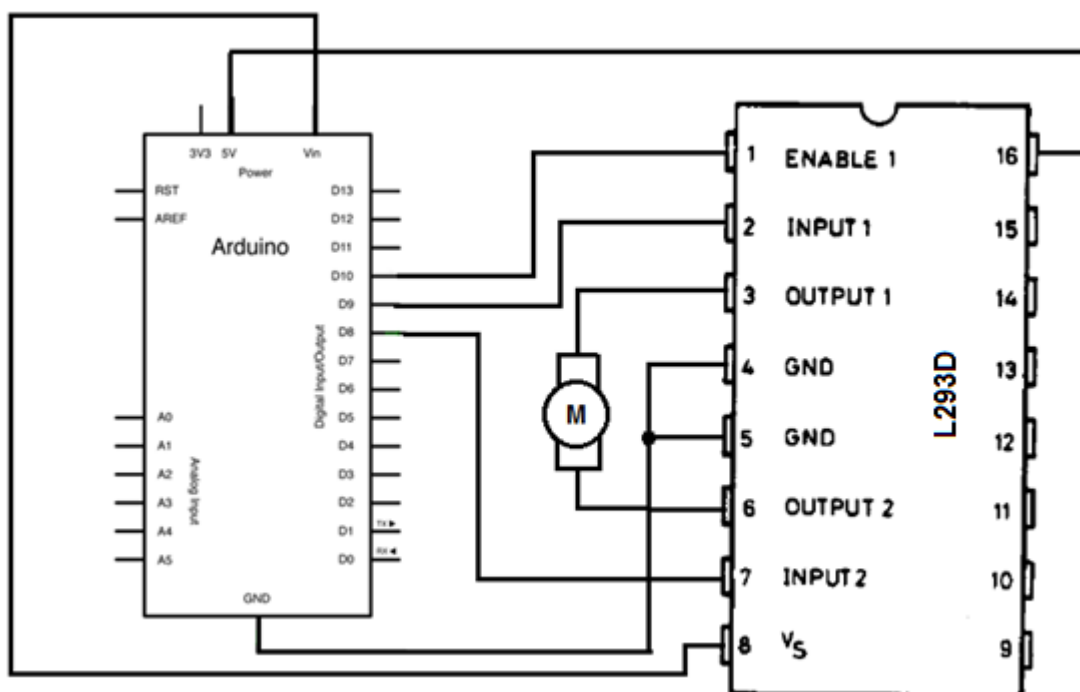 3V3 5V Vin
Power
RST
AREF
Arduino
D13
D12
D11
D10
D9
D8
D7
D6
D5
D4
D3
D2
D1
D0
TX
RX
Digital Input/Output
A0
A1
A2
A3
A4
A5
Analog Input
GND
M
1 ENABLE 1 16
2 INPUT 1 15
3 OUTPUT 1 14
4 GND 13
5 GND 12
6 OUTPUT 2 11
7 INPUT 2 10
8 VS 9
L293D